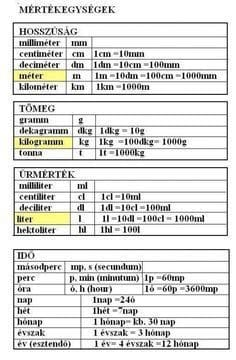 MÉRTÉKEGYSÉGEK
HOSSZÚSÁG
milliméter mm
centiméter cm 1cm =10mm
deciméter dm 1dm =10cm =100mm
méter m 1m =10dm =100cm =1000mm
kilométer km 1km =1000m
TÖMEG
gramm g
dekagramm dkg 1dkg = 10g
kilogramm kg 1kg =100dkg= 1000g
tonna t 1t =1000kg
ŰRMÉRTÉK
milliliter ml
centiliter cl 1cl =10ml
deciliter dl 1dl =10cl =100ml
liter l 1l =10dl =100cl = 1000ml
hektoliter hl 1hl= 100l
IDŐ
másodperc mp, s (secundum)
perc p, min (minutum) 1p =60mp
óra ó, h (hour) 1ó =60p =3600mp
nap 1nap =24ó
hét 1hét =7nap
hónap 1 hónap= kb. 30 nap
évszak 1 évszak = 3 hónap
év (esztendő) 1 év= 4 évszak =12 hónap